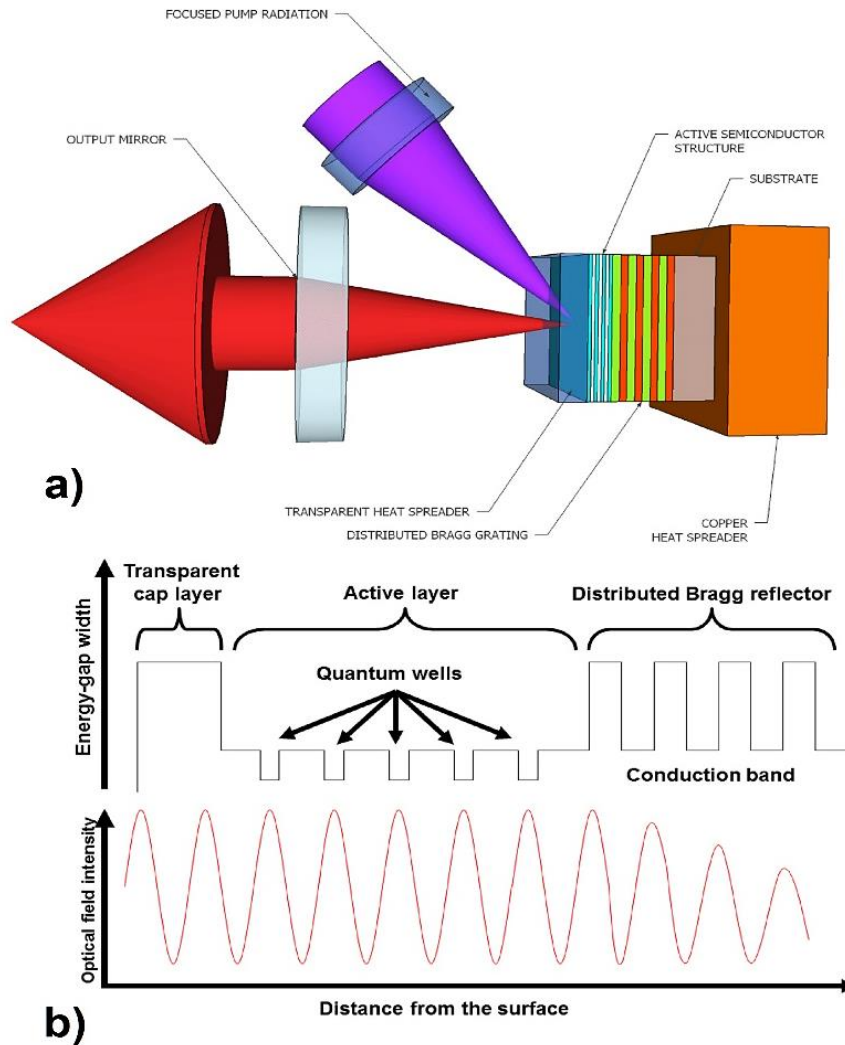 FOCUSED PUMP RADIATION
OUTPUT MIRROR
ACTIVE SEMICONDUCTOR
STRUCTURE
SUBSTRATE
a)
TRANSPARENT HEAT SPREADER
DISTRIBUTED BRAGG GRATING
COPPER
HEAT SPREADER
Transparent
cap layer
Active layer
Distributed Bragg reflector
Energy-gap width
Quantum wells
Conduction band
Optical field intensity
Distance from the surface
b)